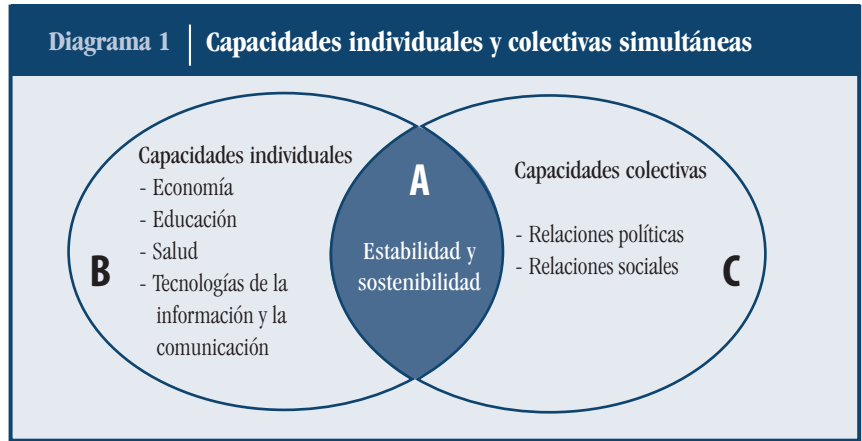 Diagrama 1 | Capacidades individuales y colectivas simultáneas
Capacidades individuales
- Economía
- Educación
- Salud
- Tecnologías de la
información y la
comunicación
B
A
Estabilidad y
sostenibilidad
Capacidades colectivas
- Relaciones políticas
- Relaciones sociales
C